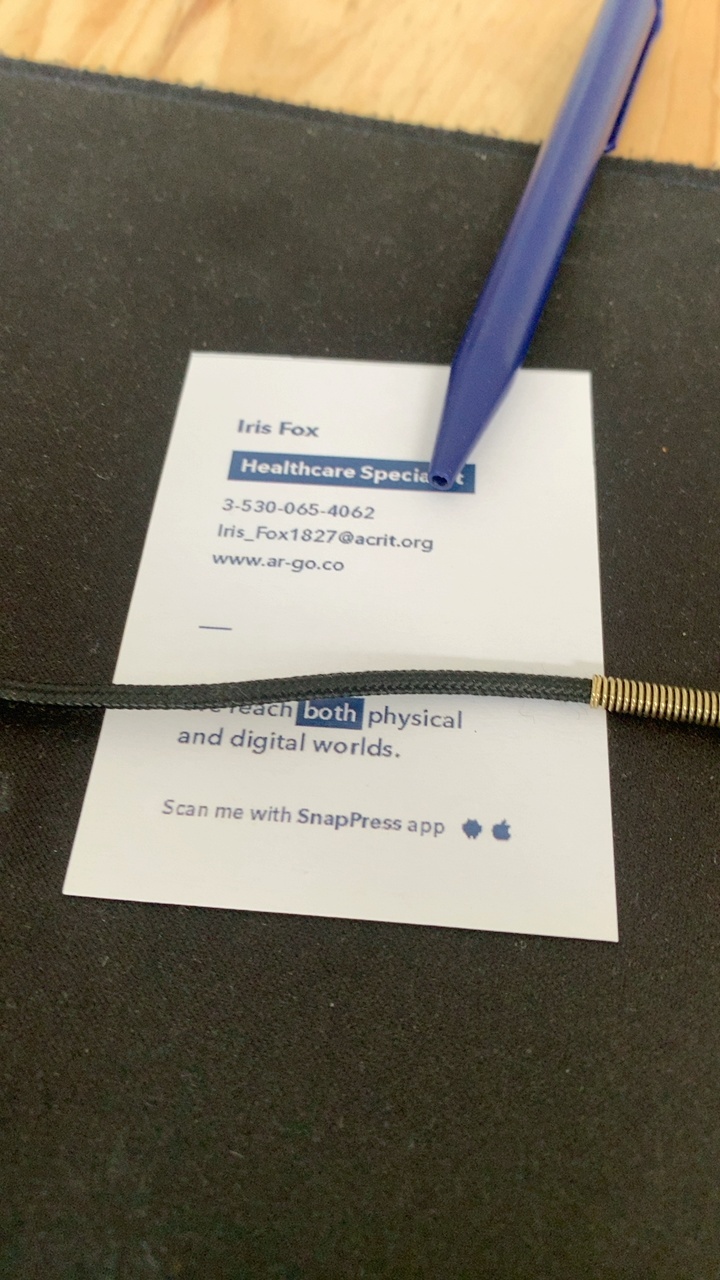 Iris Fox
Healthcare
3-530-065-4062
Iris_Fox1827@acrit.org
www.ar-go.co
reach both physical
and digital worlds.
Scan me with SnapPress app